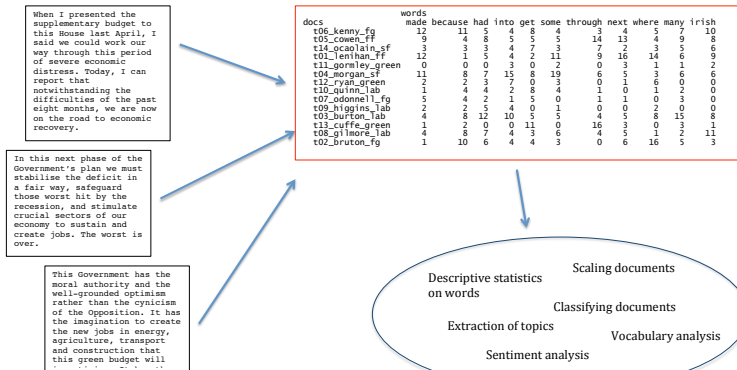 When I presented the
supplementary budget to
this House last April, I
said we could work our
way through this period
of severe economic
distress. Today, I can
report that
notwithstanding the
difficulties of the past
eight months, we are now
on the road to economic
recovery.
In this next phase of the
Government's plan we must
stabilise the deficit in
a fair way, safeguard
those worst hit by the
recession, and stimulate
crucial sectors of our
economy to sustain and
create jobs. The worst is
over.
This Government has the
moral authority and the
well-grounded optimism
rather than the cynicism
of the Opposition. It has
the imagination to create
the new jobs in energy,
agriculture, transport
and construction that
this green budget will
words
docs made because had into get some through next where many irish
t06_kenny_fg 12 11 5 4 8 4 3 4 5 7 10
t05_cowen_ff 9 4 8 5 5 5 14 13 4 9 8
t14_ocaolain_sf 3 3 3 4 7 3 7 2 3 5 6
t01_lenihan_ff 12 1 5 4 2 11 9 16 14 6 9
t11_gormley_green 0 0 0 3 0 2 0 3 1 1 2
t04_morgan_sf 11 8 7 15 8 19 6 5 3 6 6
t12_ryan_green 2 2 3 7 0 3 0 1 6 0 0
t10_quinn_lab 1 4 4 2 8 4 1 0 1 2 0
t07_odonnell_fg 5 4 2 1 5 0 1 1 0 3 0
t09_higgins_lab 2 2 5 4 0 1 0 0 2 0 0
t03_burton_lab 4 8 12 10 5 5 4 5 8 15 8
t13_cuffe_green 1 2 0 0 11 0 16 3 0 3 1
t08_gilmore_lab 4 8 7 4 3 6 4 5 1 2 11
t02_bruton_fg 1 10 6 4 4 3 0 6 16 5 3
Descriptive statistics
on words
Scaling documents
Classifying documents
Extraction of topics
Vocabulary analysis
Sentiment analysis